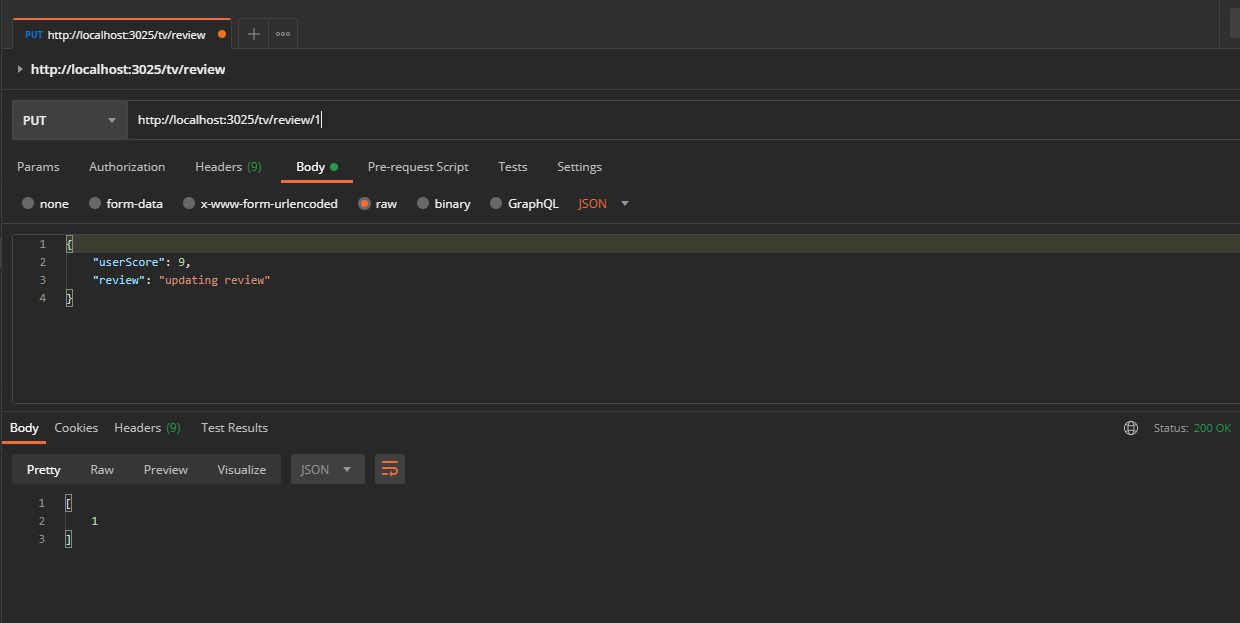 PUT http://localhost:3025/tv/review
http://localhost:3025/tv/review
PUT http://localhost:3025/tv/review/1
Params Authorization Headers (9) Body Pre-request Script Tests Settings
none form-data x-www-form-urlencoded raw binary GraphQL JSON
1 {
2 "userScore": 9,
3 "review": "updating review"
4 }
Body Cookies Headers (9) Test Results Status: 200 OK
Pretty Raw Preview Visualize JSON
1 [
2 1
3 ]